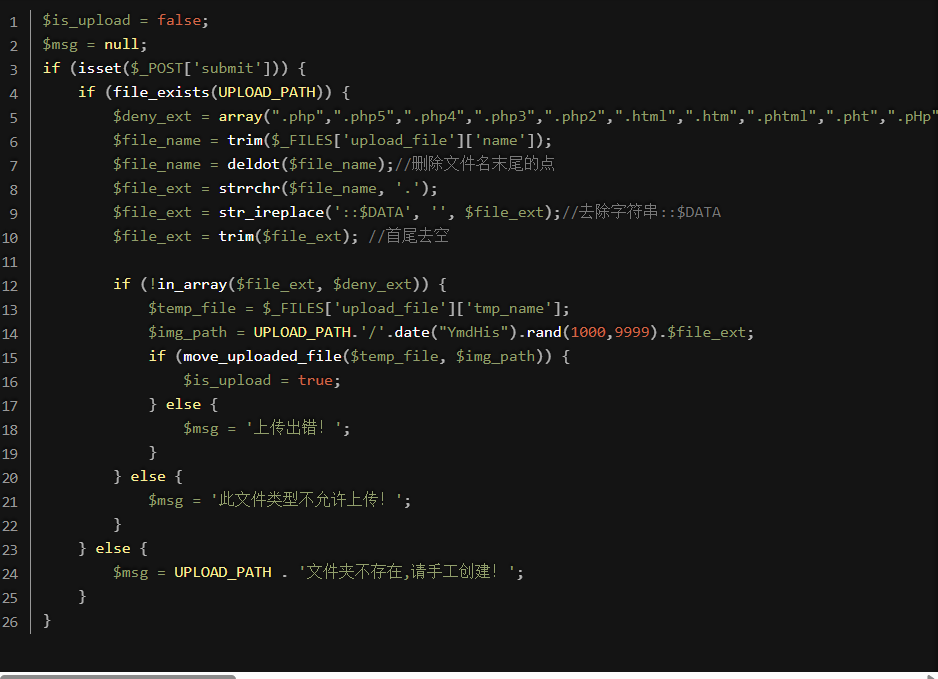 1 $is_upload = false;
2 $msg = null;
3 if (isset($_POST['submit'])) {
4     if (file_exists(UPLOAD_PATH)) {
5         $deny_ext = array(".php",".php5",".php4",".php3",".php2",".html",".htm",".phtml",".pht",".pHp"
6         $file_name = trim($_FILES['upload_file']['name']);
7         $file_name = deldot($file_name);//删除文件名末尾的点
8         $file_ext = strrchr($file_name, '.');
9         $file_ext = str_ireplace('::$DATA', '', $file_ext);//去除字符串::$DATA
10         $file_ext = trim($file_ext); //首尾去空
11
12         if (!in_array($file_ext, $deny_ext)) {
13             $temp_file = $_FILES['upload_file']['tmp_name'];
14             $img_path = UPLOAD_PATH.'/'.date("YmdHis").rand(1000,9999).$file_ext;
15             if (move_uploaded_file($temp_file, $img_path)) {
16                 $is_upload = true;
17             } else {
18                 $msg = '上传出错！';
19             }
20         } else {
21             $msg = '此文件类型不允许上传！';
22         }
23     } else {
24         $msg = UPLOAD_PATH . '文件夹不存在,请手工创建！';
25     }
26 }